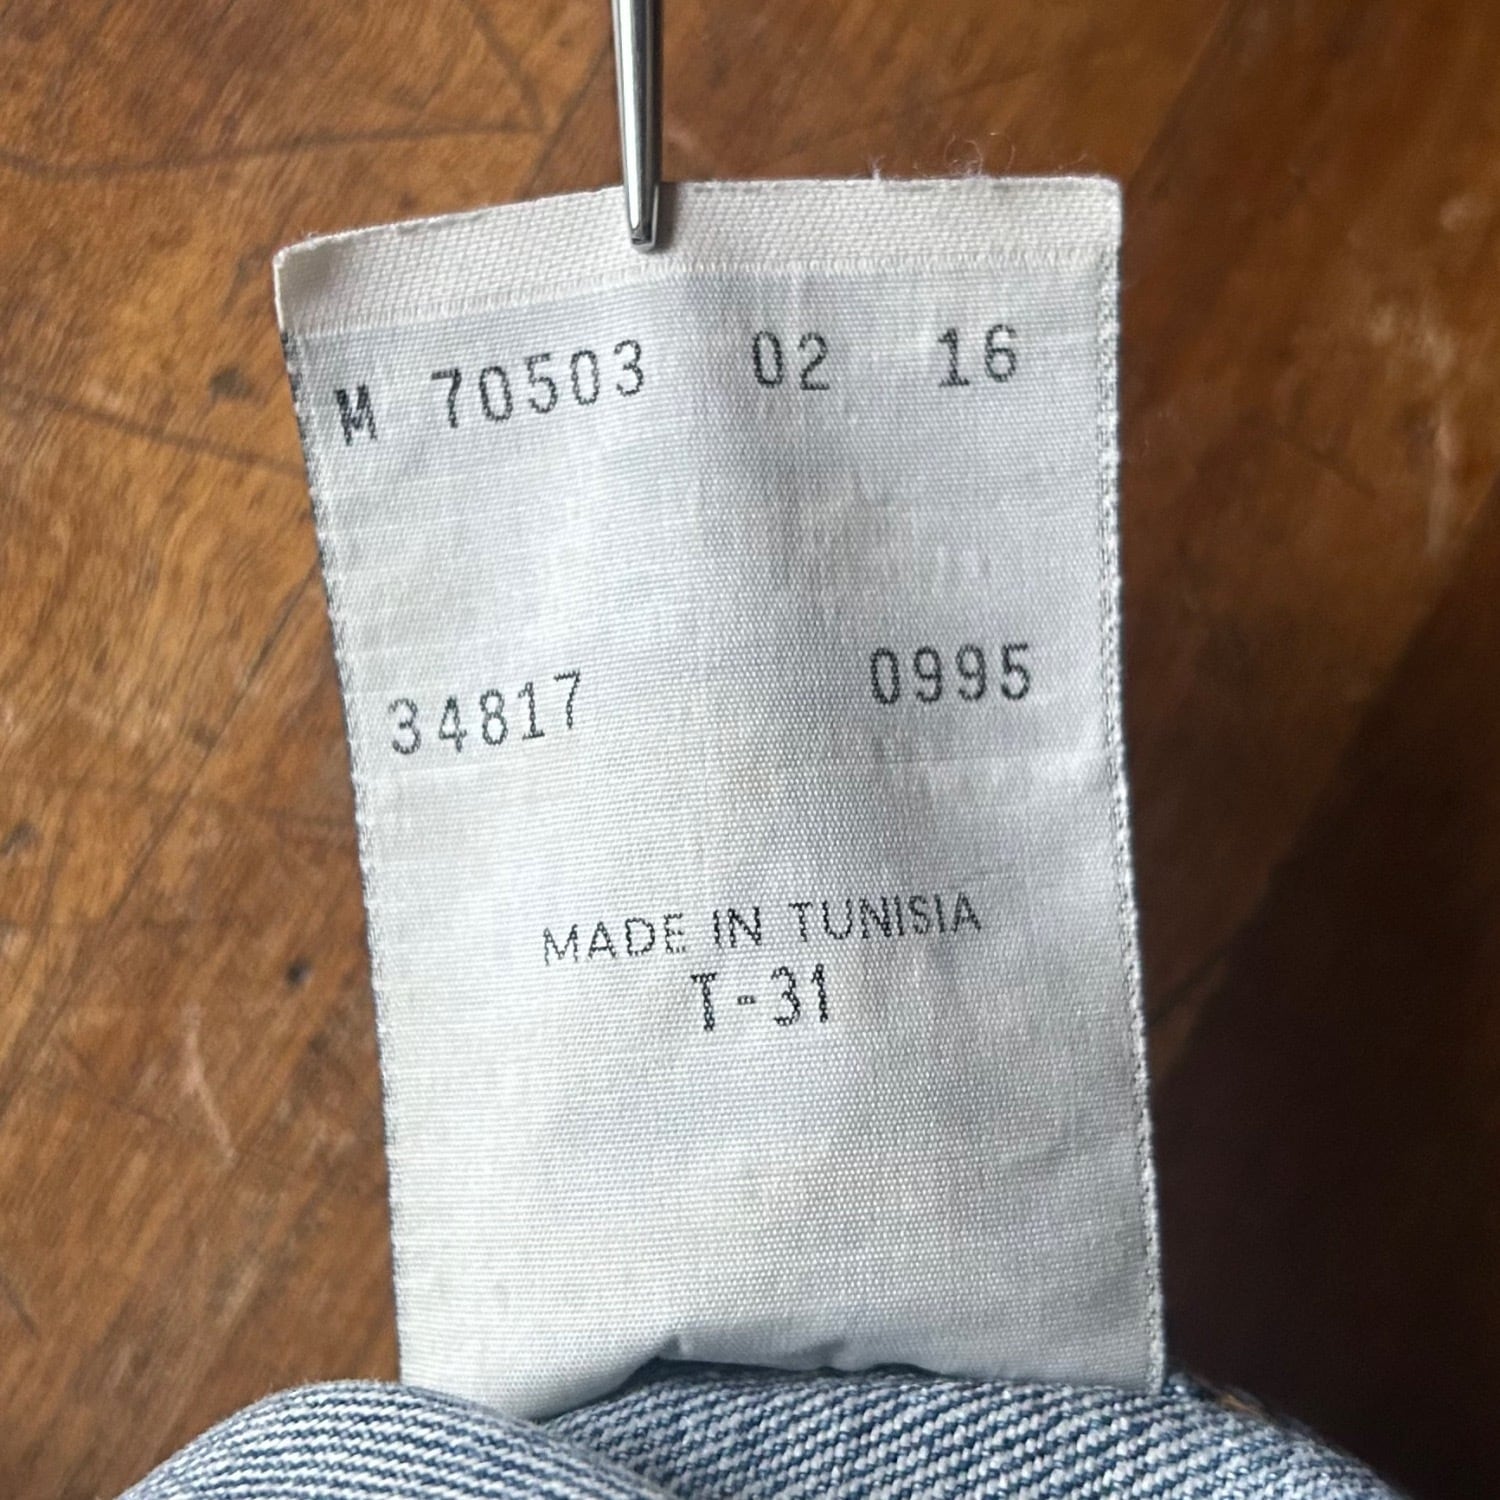 M 70503 02 16
34817 0995
MADE IN TUNISIA
T-31